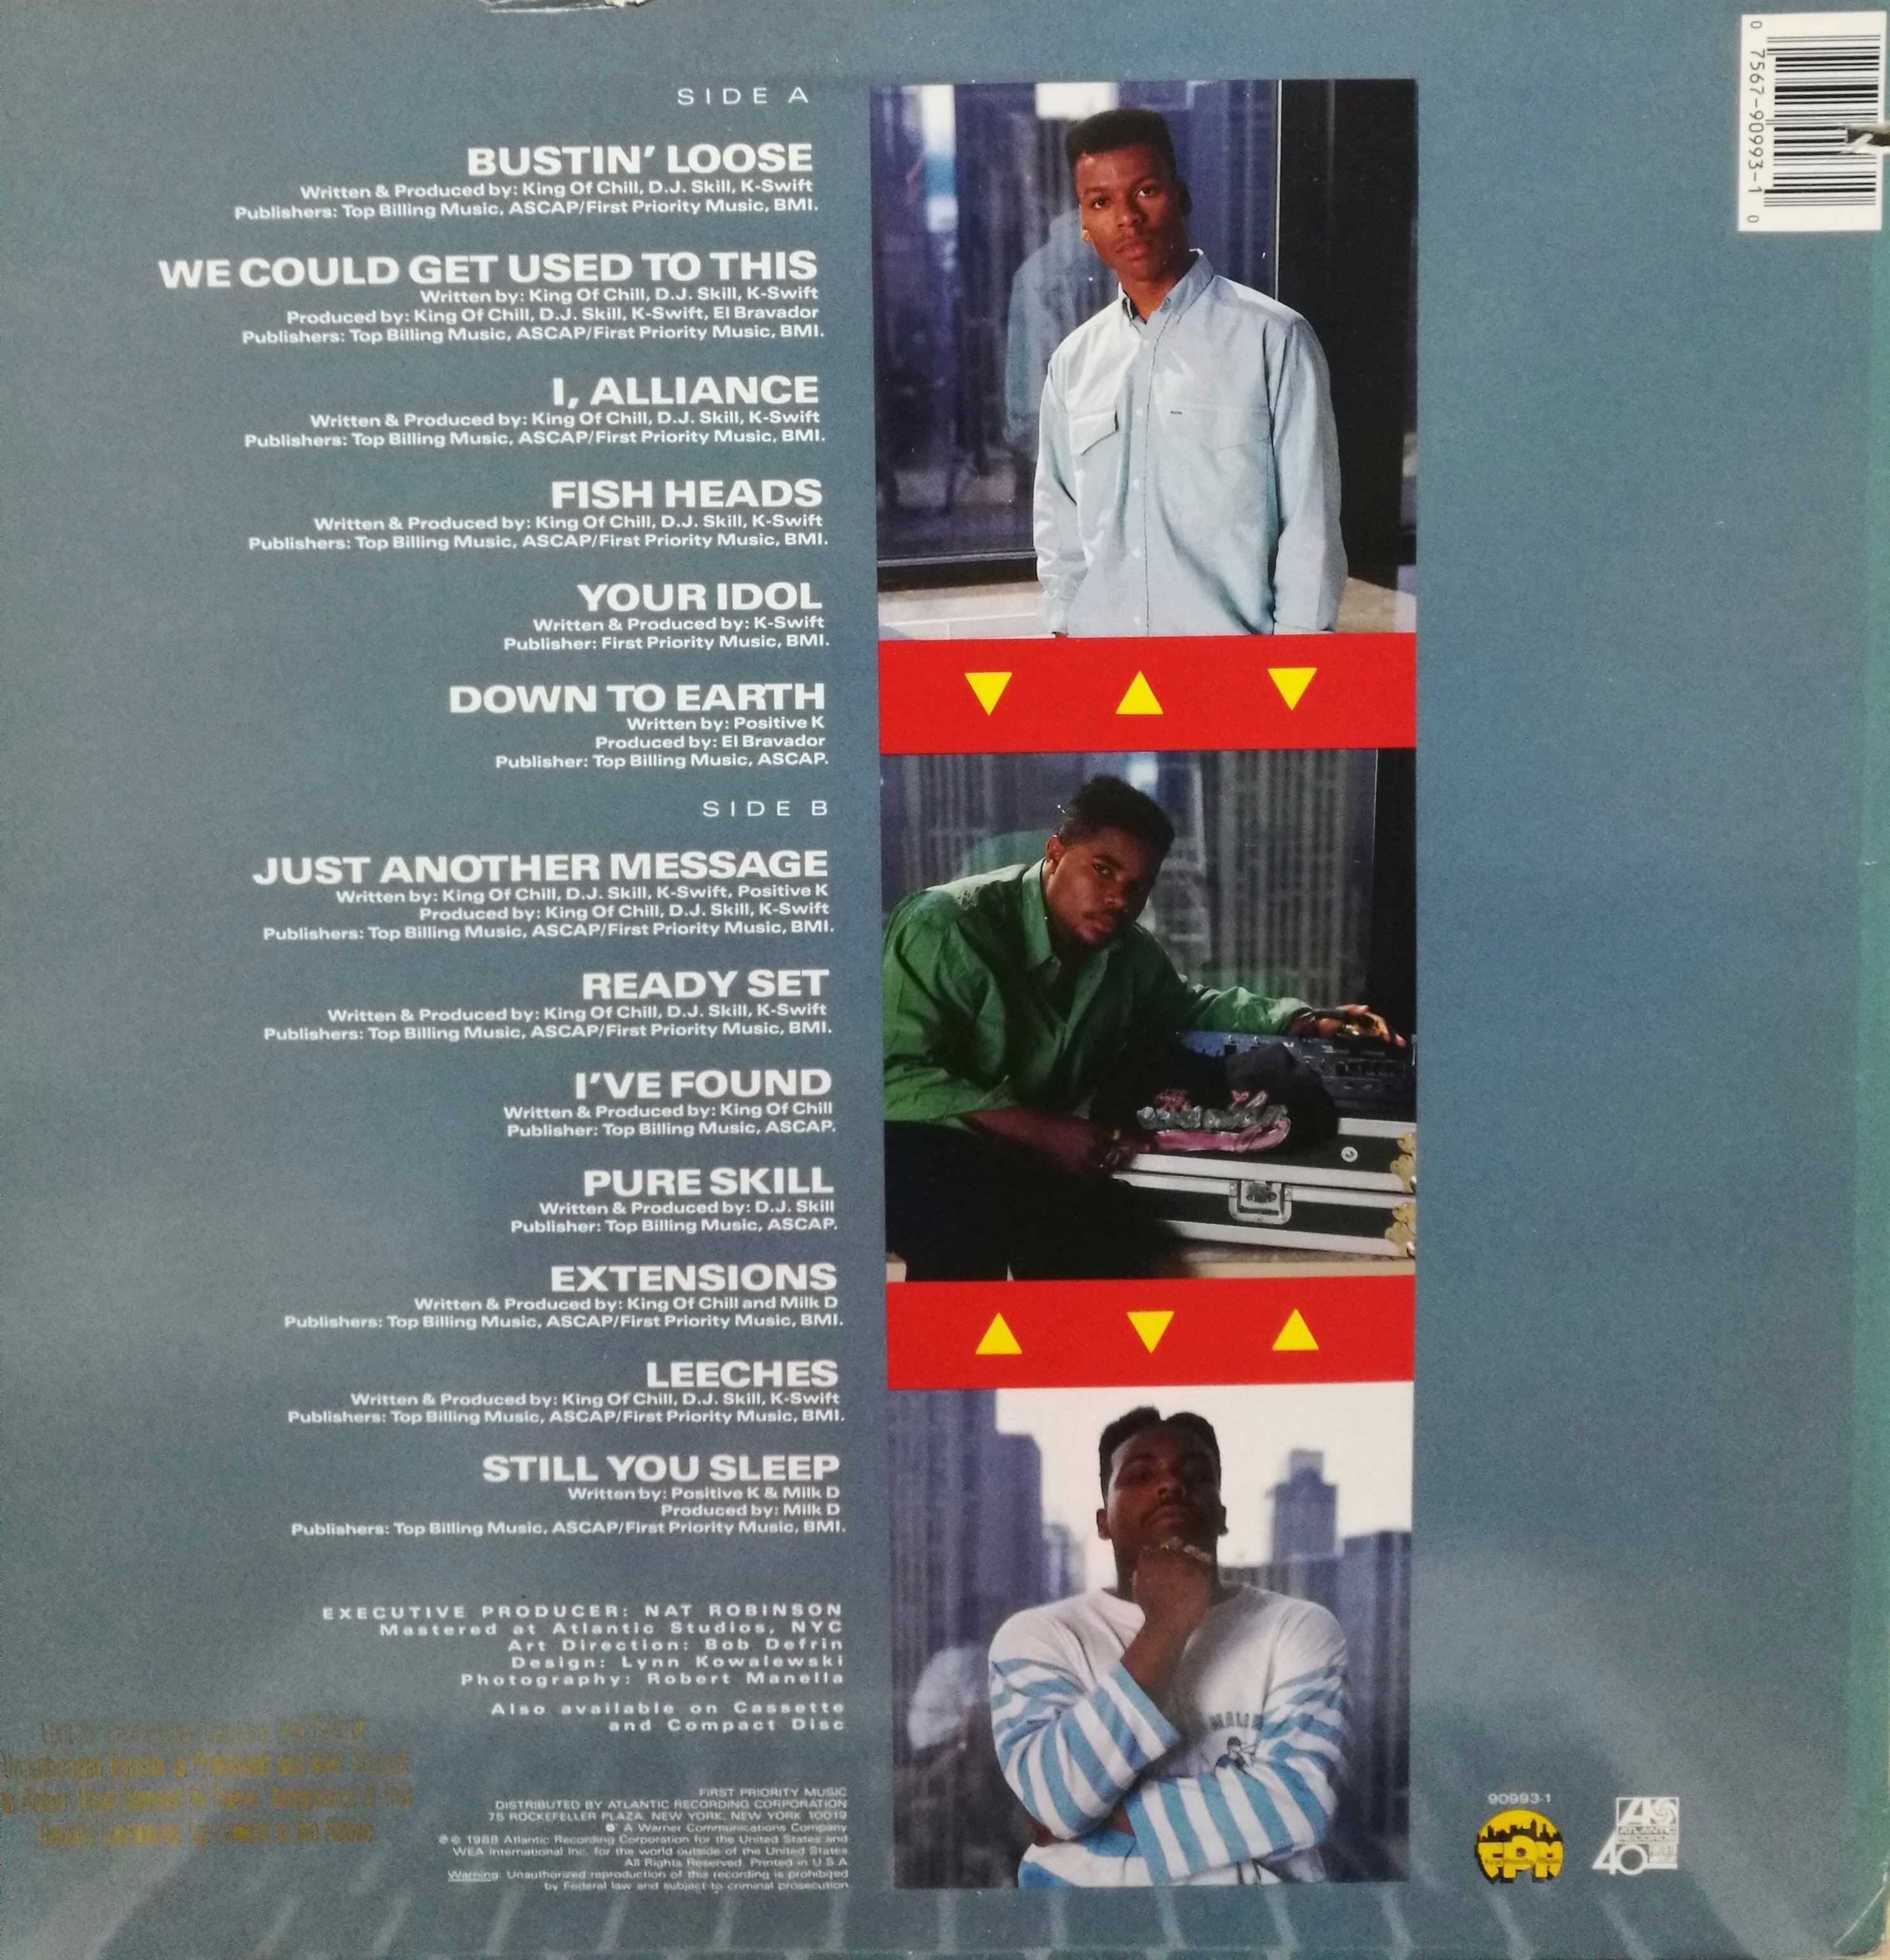 SIDE A
BUSTIN' LOOSE
Written & Produced by: King Of Chill, D.J. Skill, K-Swift
Publishers: Top Billing Music, ASCAP/First Priority Music, BMI.
WE COULD GET USED TO THIS
Written by: King Of Chill, D.J. Skill, K-Swift
Produced by: King Of Chill, D.J. Skill, K-Swift, El Bravador
Publishers: Top Billing Music, ASCAP/First Priority Music, BMI.
I, ALLIANCE
Written & Produced by: King Of Chill, D.J. Skill, K-Swift
Publishers: Top Billing Music, ASCAP/First Priority Music, BMI.
FISH HEADS
Written & Produced by: King Of Chill, D.J. Skill, K-Swift
Publishers: Top Billing Music, ASCAP/First Priority Music, BMI.
YOUR IDOL
Written & Produced by: K-Swift
Publisher: First Priority Music, BMI.
DOWN TO EARTH
Written by: Positive K
Produced by: El Bravador
Publisher: Top Billing Music, ASCAP.
SIDE B
JUST ANOTHER MESSAGE
Written by: King Of Chill, D.J. Skill, K-Swift, Positive K
Produced by: King Of Chill, D.J. Skill, K-Swift
Publishers: Top Billing Music, ASCAP/First Priority Music, BMI.
READY SET
Written & Produced by: King Of Chill, D.J. Skill, K-Swift
Publishers: Top Billing Music, ASCAP/First Priority Music, BMI.
I'VE FOUND
Written & Produced by: King Of Chill
Publisher: Top Billing Music, ASCAP.
PURE SKILL
Written & Produced by: D.J. Skill
Publisher: Top Billing Music, ASCAP.
EXTENSIONS
Written & Produced by: King Of Chill and Milk D
Publishers: Top Billing Music, ASCAP/First Priority Music, BMI.
LEECHES
Written & Produced by: King Of Chill, D.J. Skill, K-Swift
Publishers: Top Billing Music, ASCAP/First Priority Music, BMI.
STILL YOU SLEEP
Written by: Positive K & Milk D
Produced by: Milk D
Publishers: Top Billing Music, ASCAP/First Priority Music, BMI.
EXECUTIVE PRODUCER: NAT ROBINSON
Mastered at Atlantic Studios, NYC
Art Direction: Bob Defrin
Design: Lynn Kowalewski
Photography: Robert Manella
Also available on Cassette
and Compact Disc
FIRST PRIORITY MUSIC
DISTRIBUTED BY ATLANTIC RECORDING CORPORATION
75 ROCKEFELLER PLAZA, NEW YORK, NEW YORK 10019
A Warner Communications Company
℗© 1988 Atlantic Recording Corporation for the United States and
WEA International Inc. for the world outside of the United States
All Rights Reserved. Printed in U.S.A
Warning: Unauthorized reproduction of this recording is prohibited
by Federal law and subject to criminal prosecution
0 7567-90993-1 0
90993-1
FPM
First Priority Music
ATLANTIC
RECORDS
40